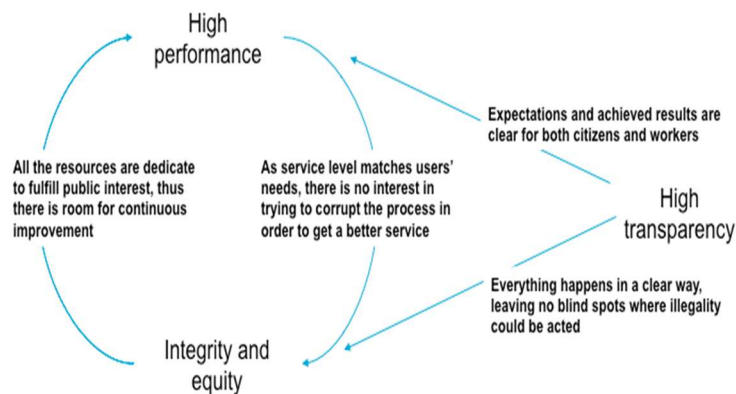 High
performance
Expectations and achieved results are
clear for both citizens and workers
All the resources are dedicate
to fulfill public interest, thus
there is room for continuous
improvement
As service level matches users'
needs, there is no interest in
trying to corrupt the process in
order to get a better service
High
transparency
Everything happens in a clear way,
leaving no blind spots where illegality
could be acted
Integrity and
equity